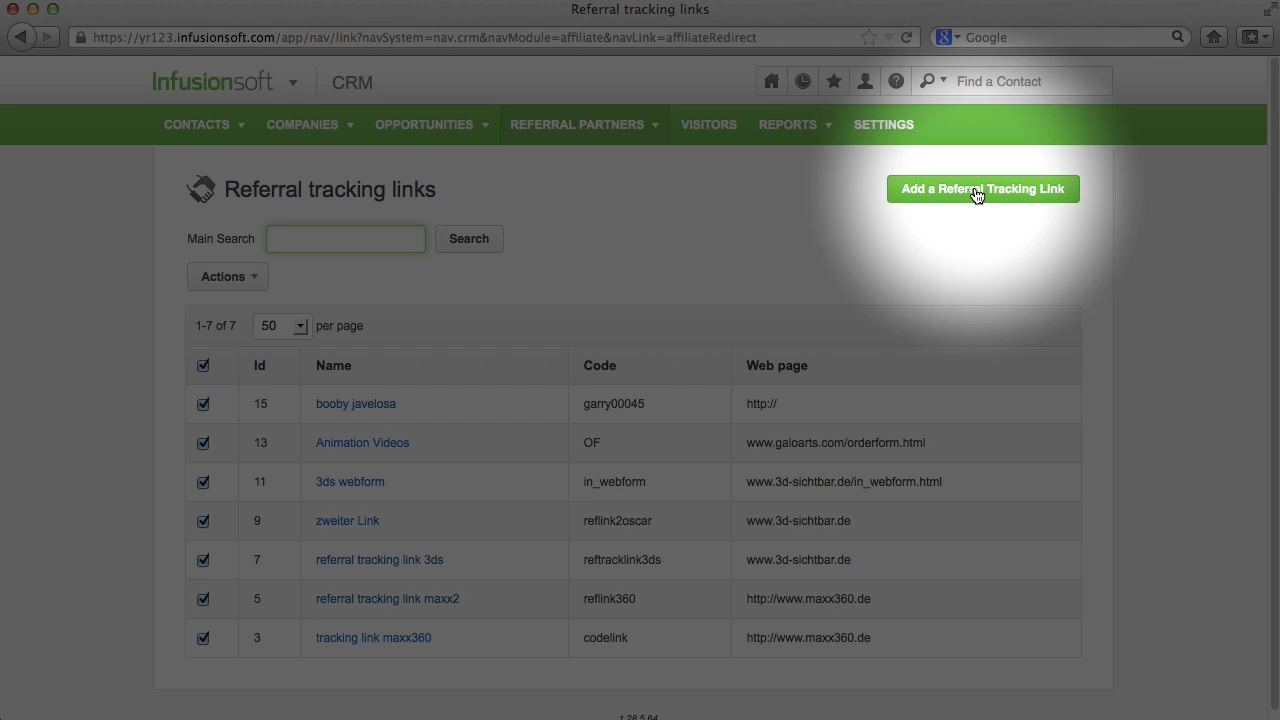 Referral tracking links
https://yr123.infusionsoft.com/app/nav/link?navSystem=nav.crm&navModule=affiliate&navLink=affiliateRedirect
Google
Infusionsoft CRM
Find a Contact
CONTACTS COMPANIES OPPORTUNITIES REFERRAL PARTNERS VISITORS REPORTS SETTINGS
Referral tracking links
Add a Referral Tracking Link
Main Search Search
Actions
1-7 of 7 50 per page
Id Name Code Web page
15 booby javelosa garry00045 http://
13 Animation Videos OF www.galoarts.com/orderform.html
11 3ds webform in_webform www.3d-sichtbar.de/in_webform.html
9 zweiter Link reflink2oscar www.3d-sichtbar.de
7 referral tracking link 3ds reftracklink3ds www.3d-sichtbar.de
5 referral tracking link maxx2 reflink360 http://www.maxx360.de
3 tracking link maxx360 codelink http://www.maxx360.de
1.28.5.64